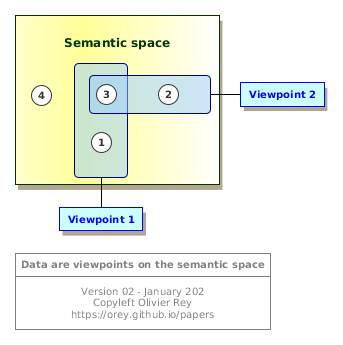 Semantic space
4
3
2
Viewpoint 2
1
Viewpoint 1
Data are viewpoints on the semantic space
Version 02 - January 202
Copyleft Olivier Rey
https://orey.github.io/papers